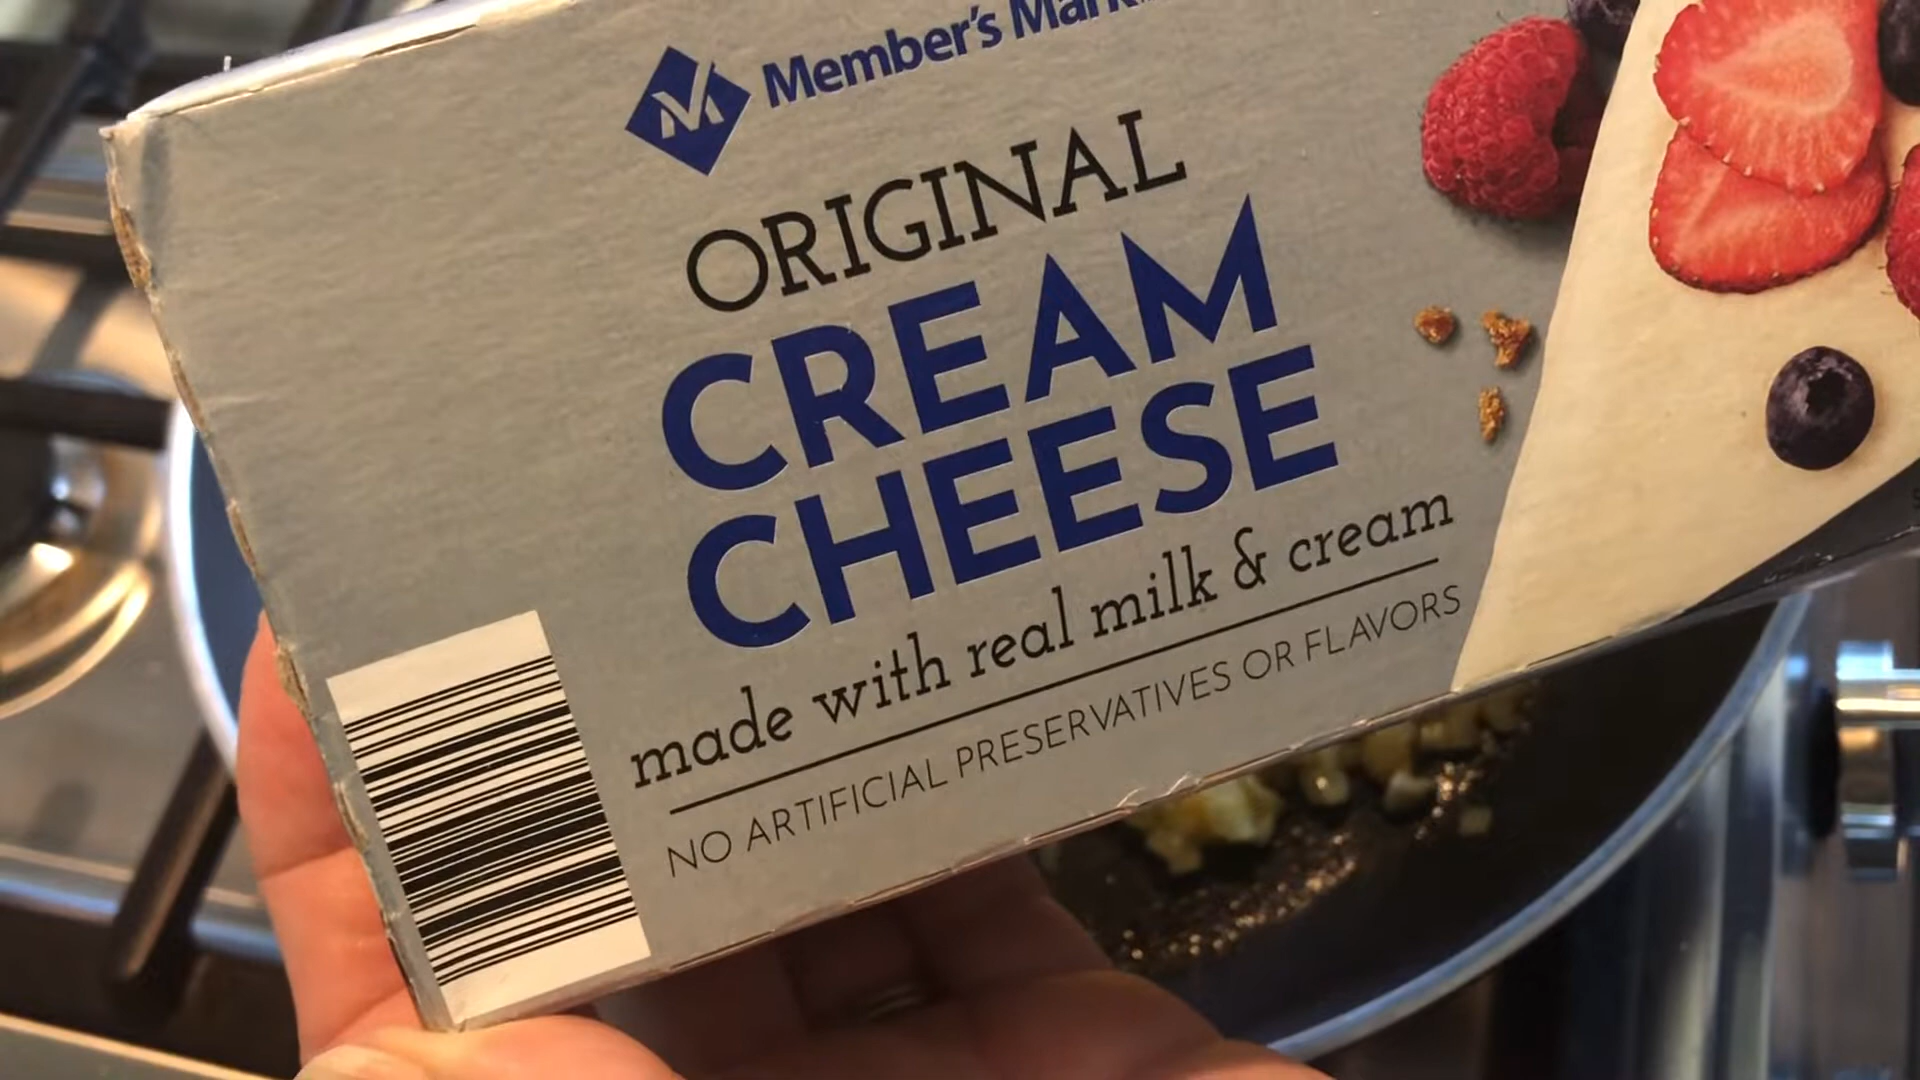 Member's Mark
ORIGINAL
CREAM
CHEESE
made with real milk & cream
NO ARTIFICIAL PRESERVATIVES OR FLAVORS